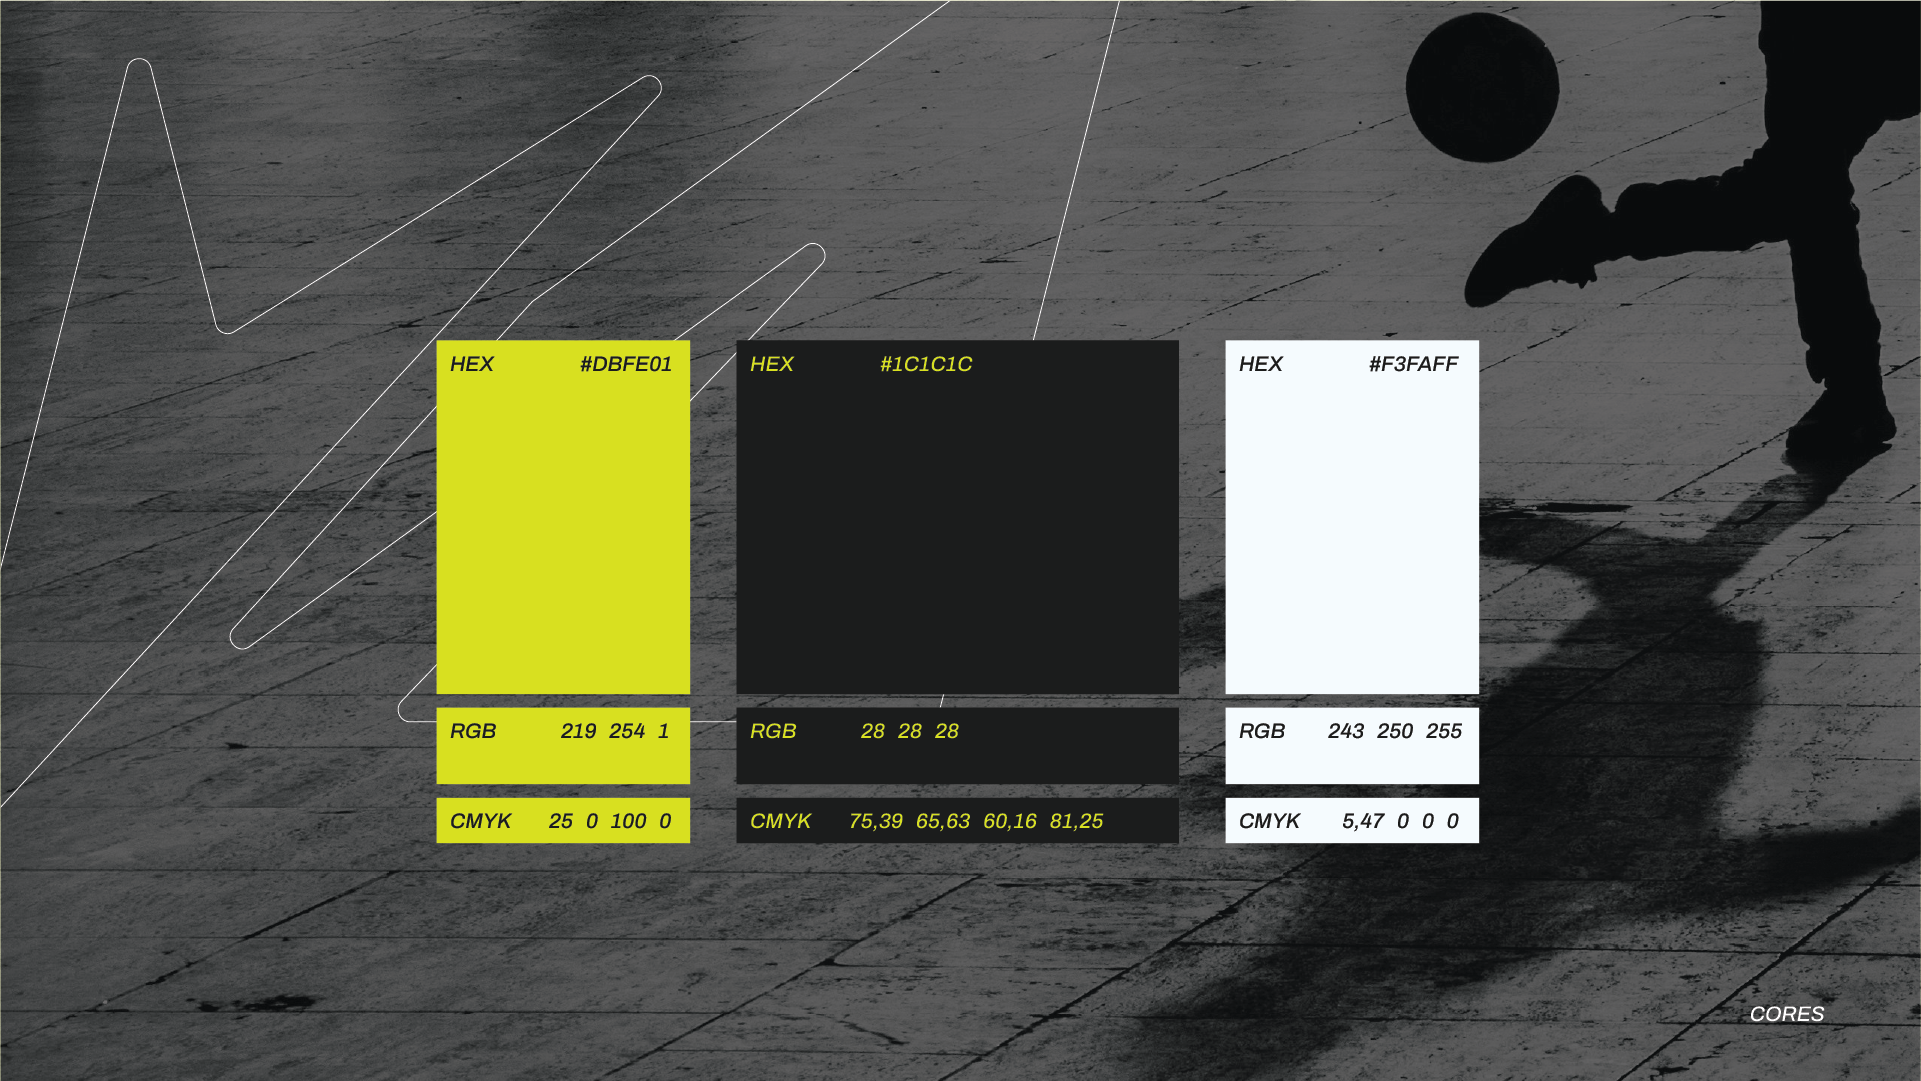 HEX #DBFE01
RGB 219 254 1
CMYK 25 0 100 0
HEX #1C1C1C
RGB 28 28 28
CMYK 75,39 65,63 60,16 81,25
HEX #F3FAFF
RGB 243 250 255
CMYK 5,47 0 0 0
CORES